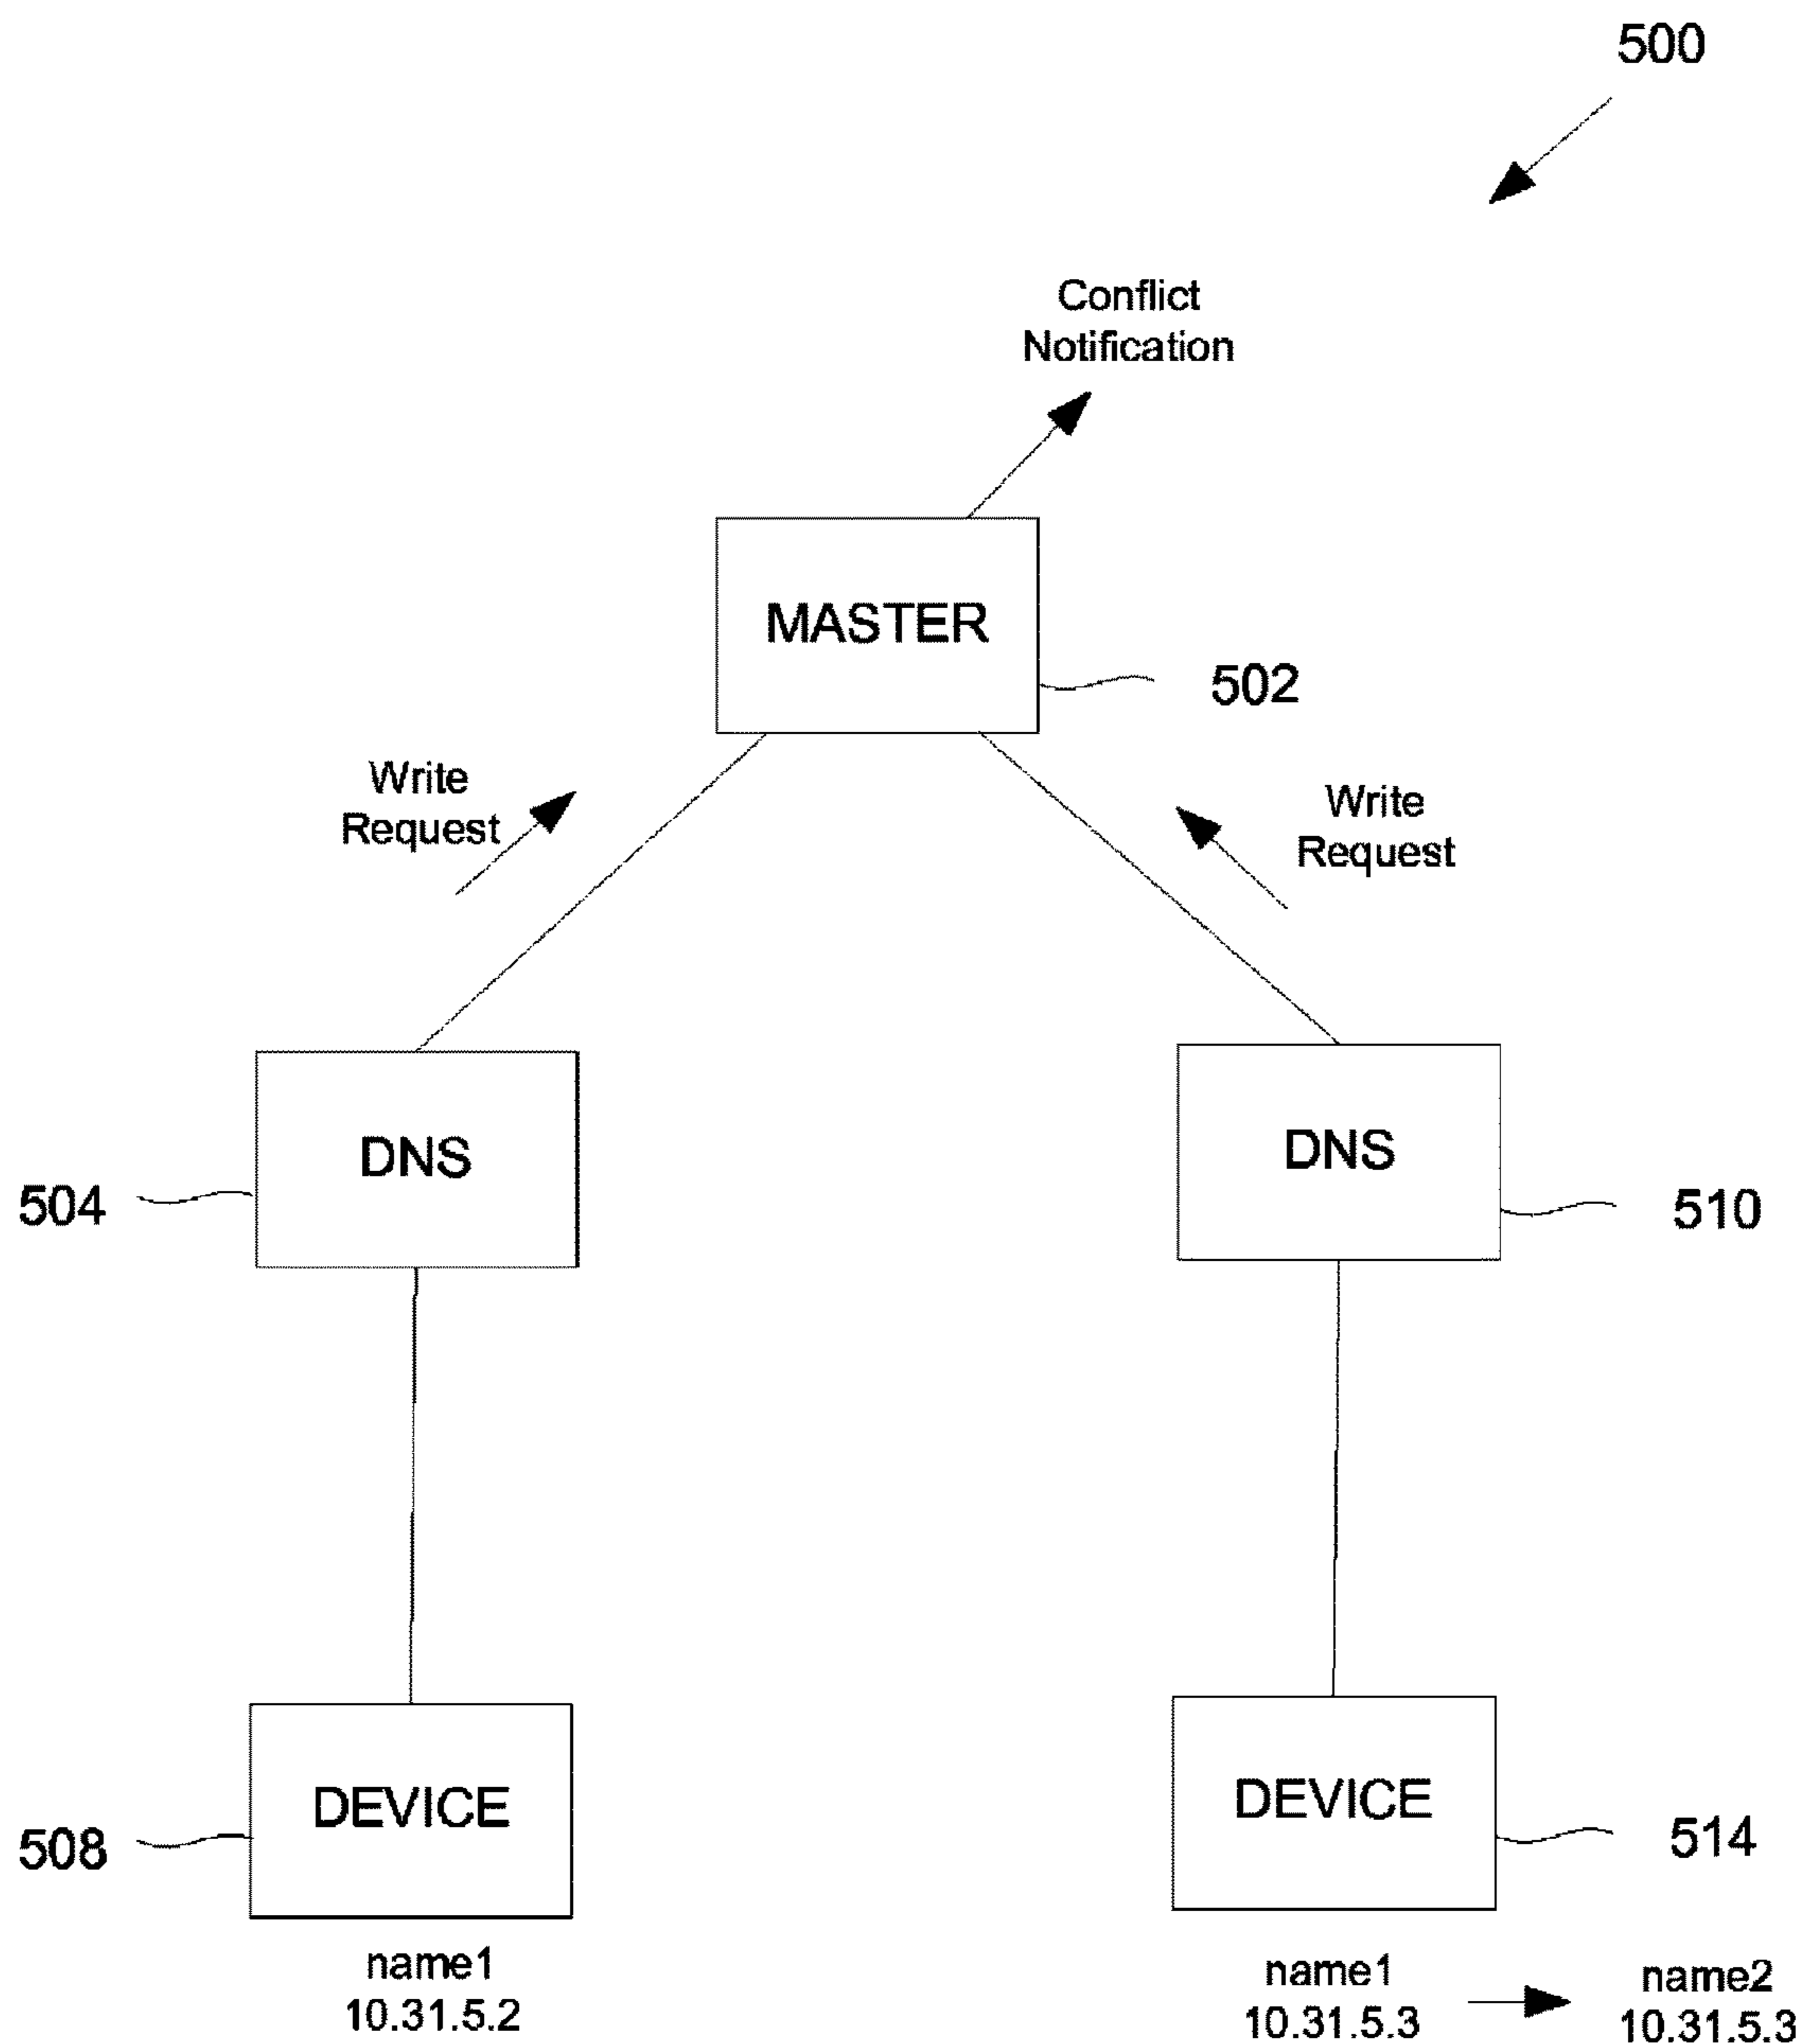 500
Conflict
Notification
MASTER
502
Write
Request
Write
Request
DNS
504
DNS
510
DEVICE
508
DEVICE
514
name1
10.31.5.2
name1
10.31.5.3
name2
10.31.5.3